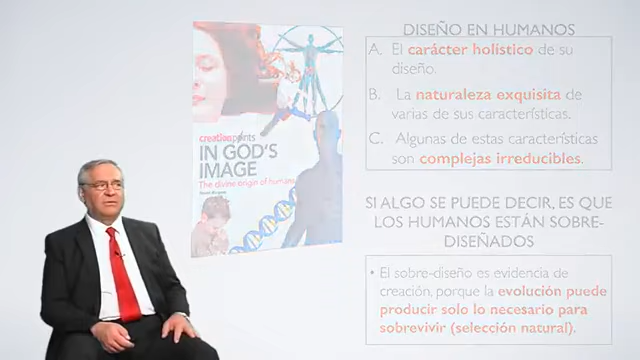 creationpoints
IN GOD'S
IMAGE
The divine origin of humans
DISEÑO EN HUMANOS
A. El carácter holístico de su
diseño.
B. La naturaleza exquisita de
varias de sus características.
C. Algunas de estas características
son complejas irreducibles.
SI ALGO SE PUEDE DECIR, ES QUE
LOS HUMANOS ESTÁN SOBRE-
DISEÑADOS
• El sobre-diseño es evidencia de
creación, porque la evolución puede
producir solo lo necesario para
sobrevivir (selección natural).